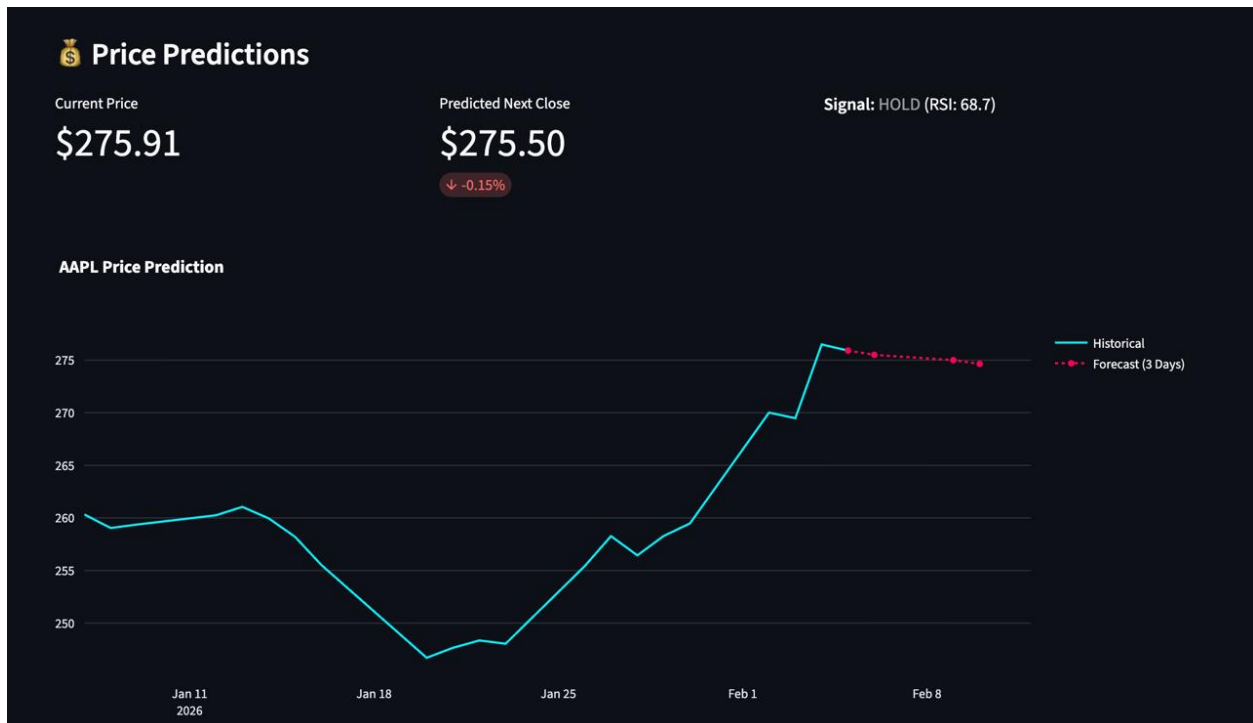 💰 Price Predictions
Current Price
$275.91
Predicted Next Close
$275.50
↓ -0.15%
Signal: HOLD (RSI: 68.7)
AAPL Price Prediction
Historical
Forecast (3 Days)
275
270
265
260
255
250
Jan 11
2026
Jan 18
Jan 25
Feb 1
Feb 8